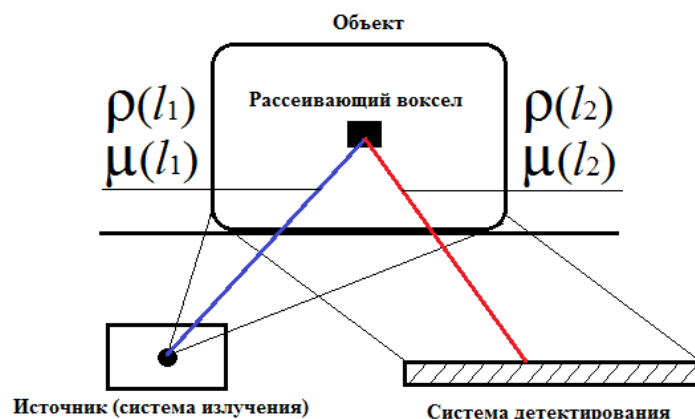 Объект
Рассеивающий воксел
ρ(l₁)
μ(l₁)
ρ(l₂)
μ(l₂)
Источник (система излучения)
Система детектирования